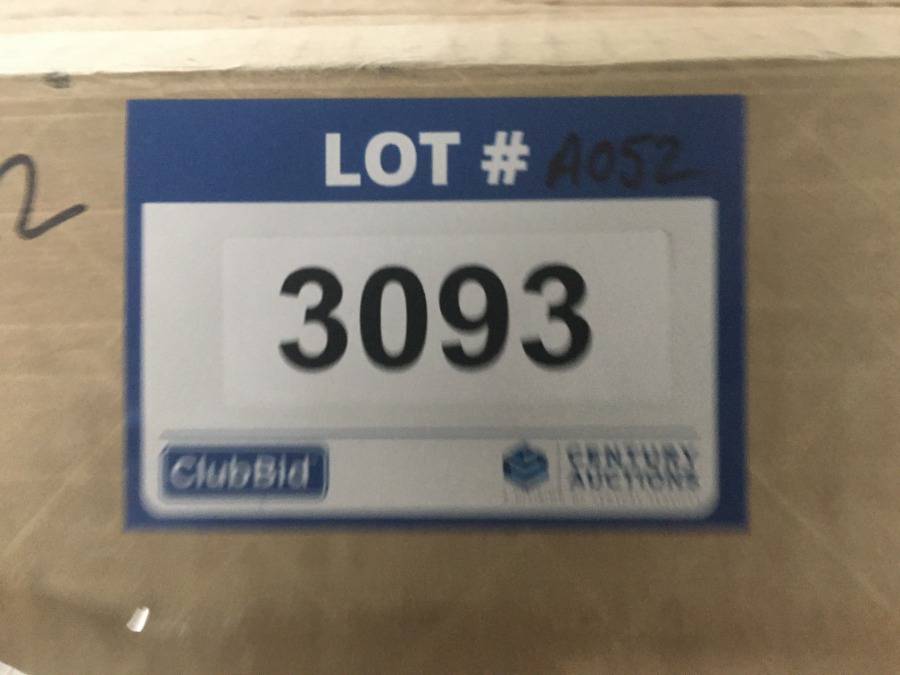 2
LOT # A052
3093
ClubBid
CENTURY
AUCTIONS